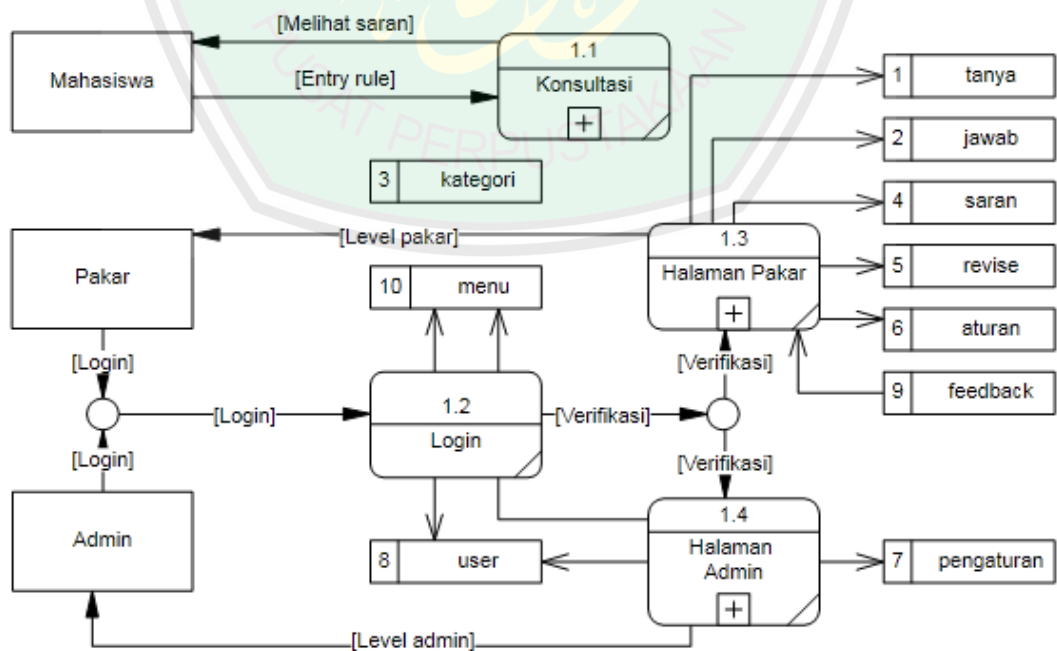 [Melihat saran]
Mahasiswa
[Entry rule]
1.1
Konsultasi
1 tanya
2 jawab
PUSAT PERPUSTAKAAN
3 kategori
4 saran
[Level pakar]
1.3
Halaman Pakar
Pakar
10 menu
5 revise
6 aturan
[Login]
[Verifikasi]
9 feedback
[Login]
1.2
Login
[Verifikasi]
[Login]
[Verifikasi]
Admin
1.4
Halaman
Admin
8 user
7 pengaturan
[Level admin]